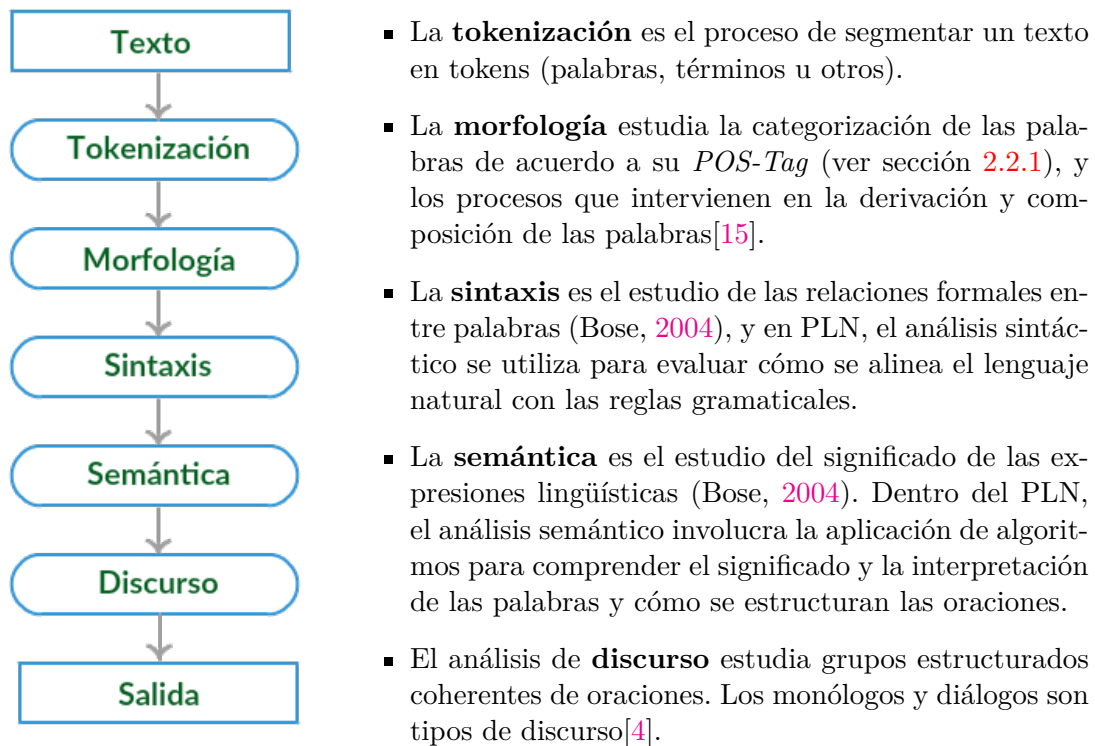 Texto
Tokenización
Morfología
Sintaxis
Semántica
Discurso
Salida
▪ La tokenización es el proceso de segmentar un texto
en tokens (palabras, términos u otros).
▪ La morfología estudia la categorización de las pala-
bras de acuerdo a su POS-Tag (ver sección 2.2.1), y
los procesos que intervienen en la derivación y com-
posición de las palabras[15].
▪ La sintaxis es el estudio de las relaciones formales en-
tre palabras (Bose, 2004), y en PLN, el análisis sintác-
tico se utiliza para evaluar cómo se alinea el lenguaje
natural con las reglas gramaticales.
▪ La semántica es el estudio del significado de las ex-
presiones lingüísticas (Bose, 2004). Dentro del PLN,
el análisis semántico involucra la aplicación de algorit-
mos para comprender el significado y la interpretación
de las palabras y cómo se estructuran las oraciones.
▪ El análisis de discurso estudia grupos estructurados
coherentes de oraciones. Los monólogos y diálogos son
tipos de discurso[4].